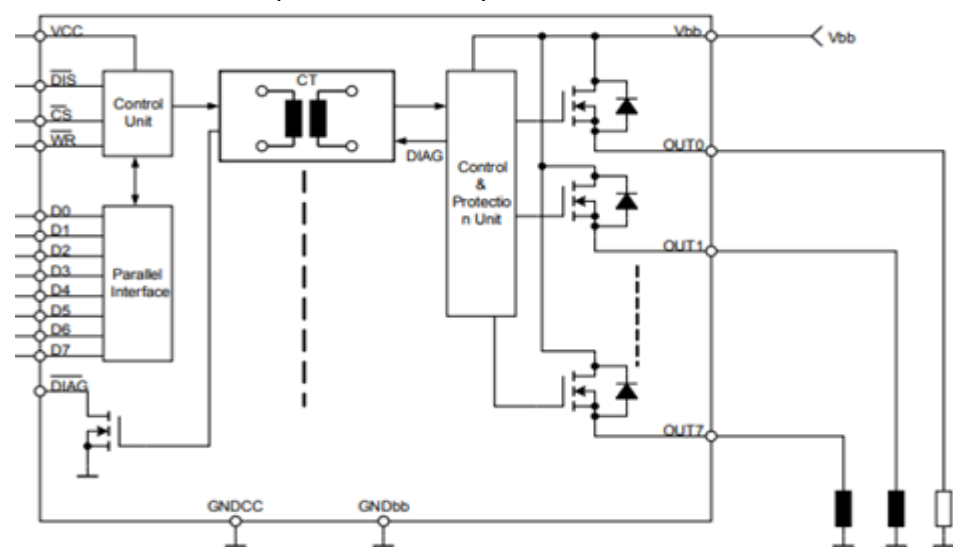 VCC
DIS
CS
WR
Control
Unit
CT
DIAG
Vbb
Vbb
Control
&
Protectio
n Unit
OUT0
OUT1
OUT7
D0
D1
D2
D3
D4
D5
D6
D7
Parallel
Interface
DIAG
GNDCC
GNDbb